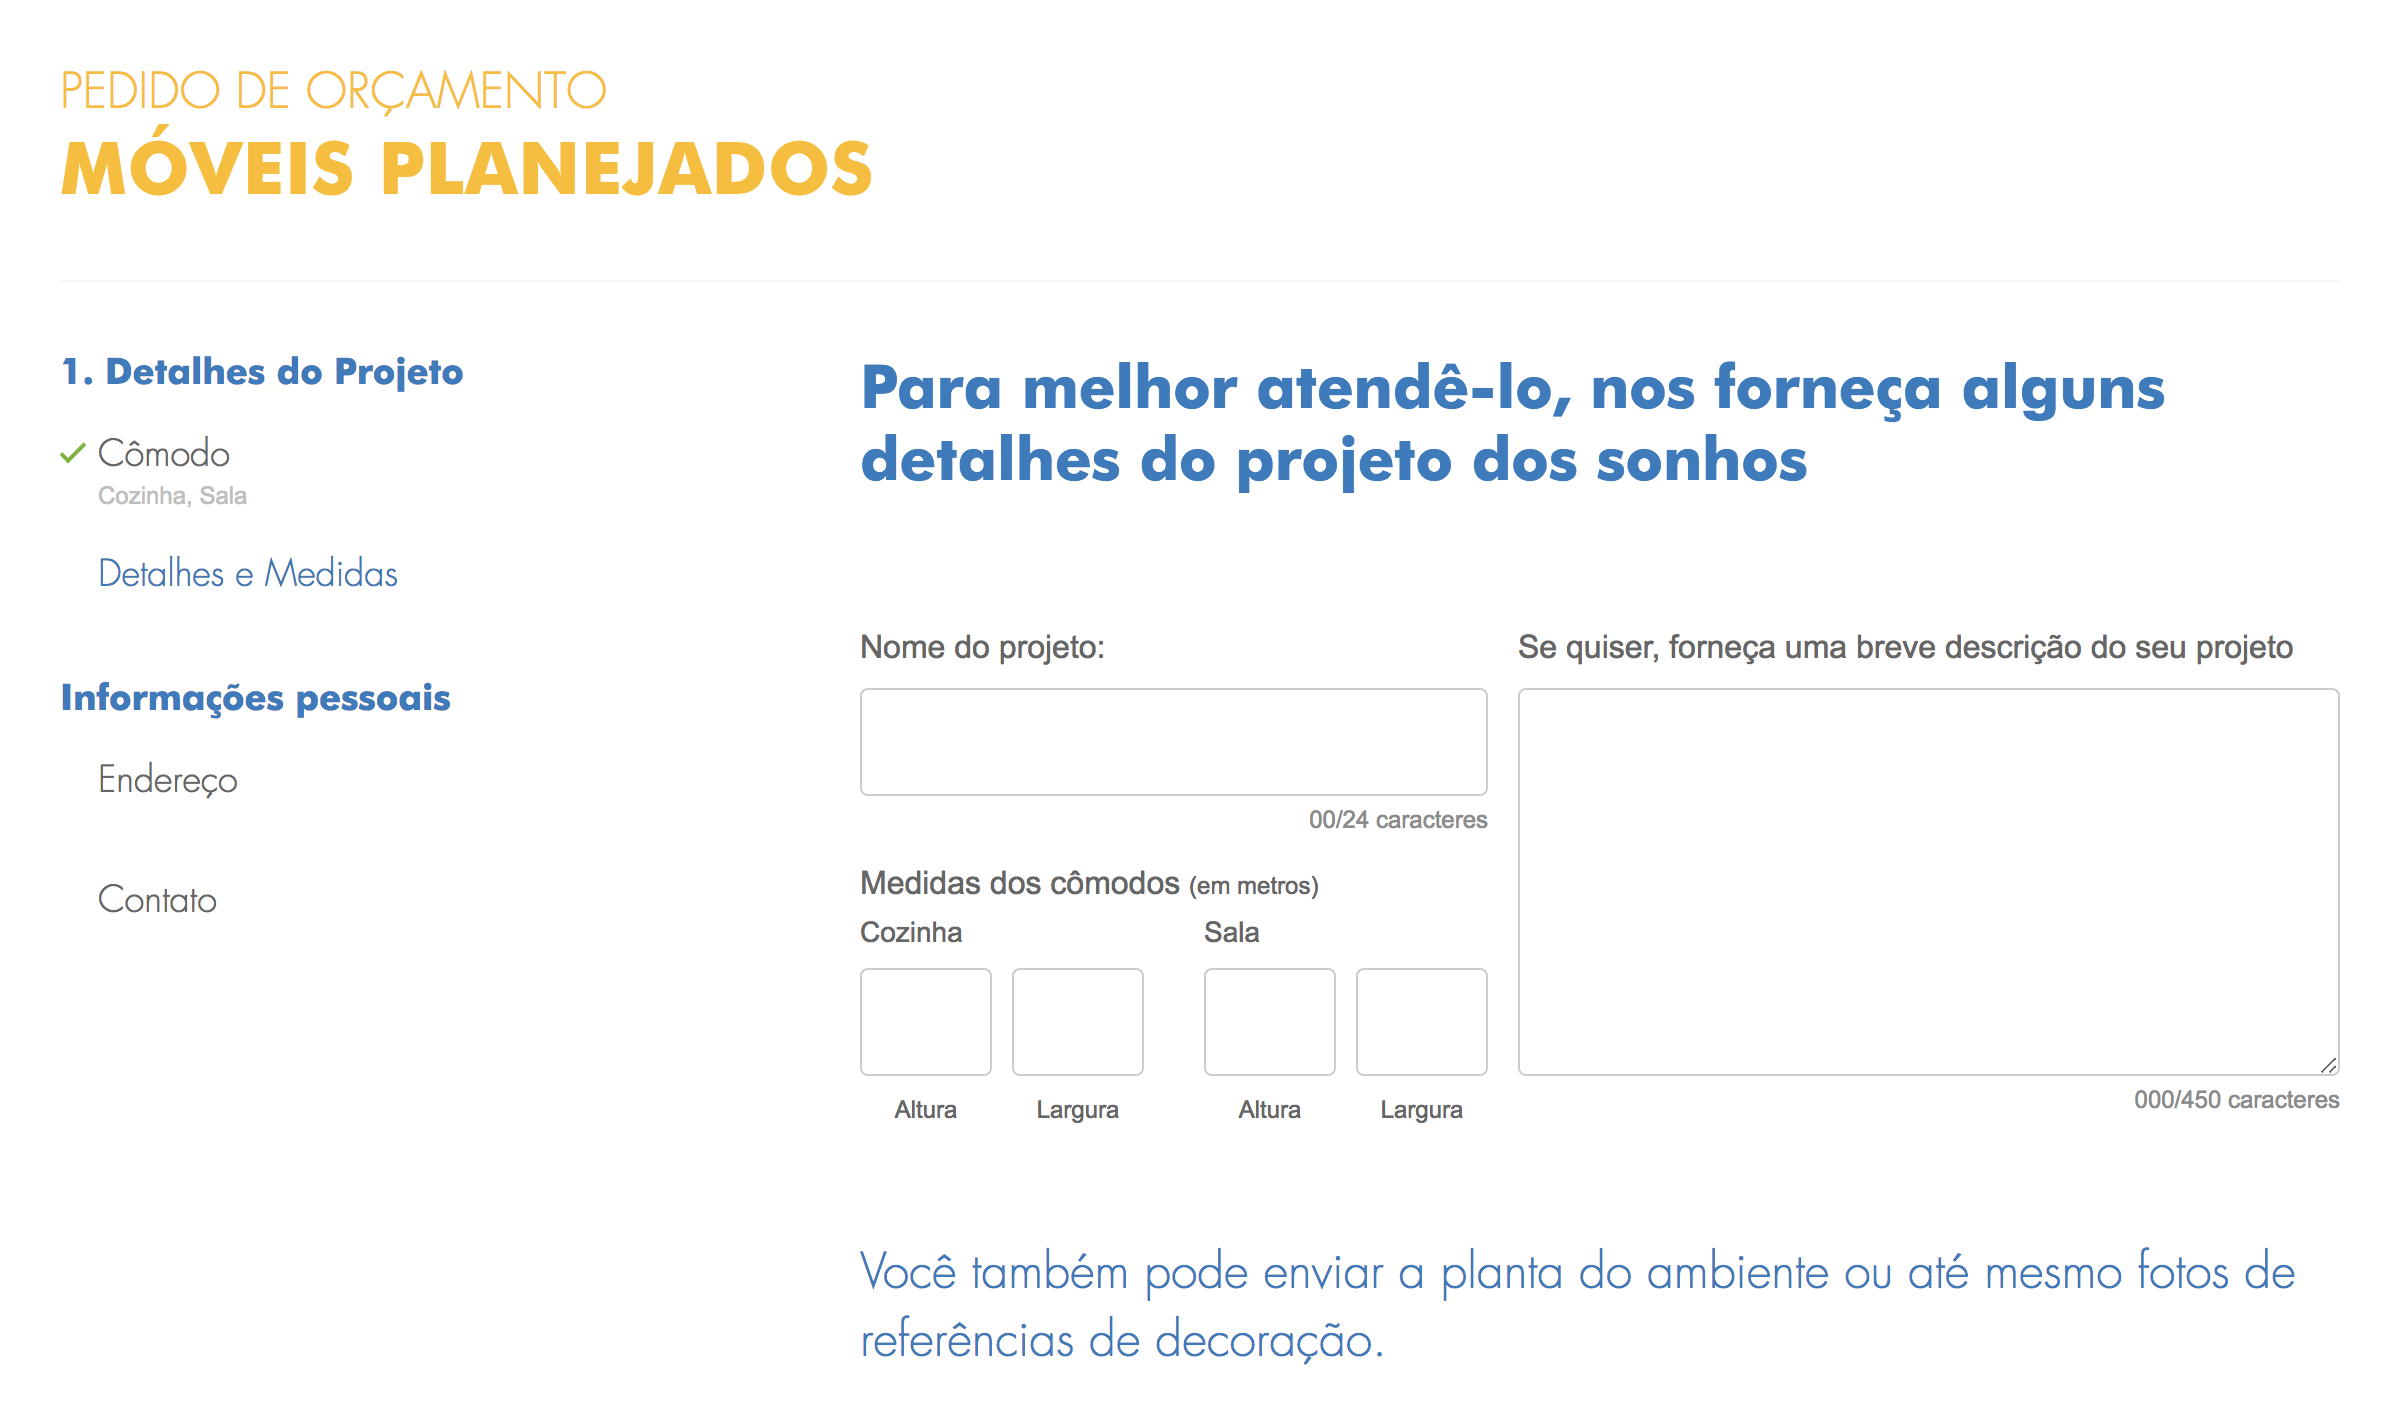 PEDIDO DE ORÇAMENTO
MÓVEIS PLANEJADOS
1. Detalhes do Projeto
Cômodo
Cozinha, Sala
Detalhes e Medidas
Informações pessoais
Endereço
Contato
Para melhor atendê-lo, nos forneça alguns
detalhes do projeto dos sonhos
Nome do projeto:
00/24 caracteres
Medidas dos cômodos (em metros)
Cozinha
Altura
Largura
Sala
Altura
Largura
Se quiser, forneça uma breve descrição do seu projeto
000/450 caracteres
Você também pode enviar a planta do ambiente ou até mesmo fotos de
referências de decoração.